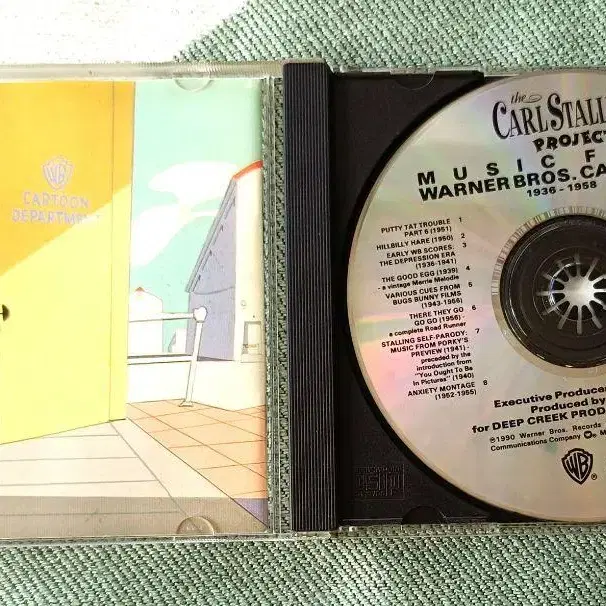 WB
CARTOON
DEPARTMENT
the
CARL STALL
PROJEC
MUSIC F
WARNER BROS. CA
1936 - 1958
PUTTY TAT TROUBLE 1
PART 6 (1951)
HILLBILLY HARE (1950) 2
EARLY WB SCORES: 3
THE DEPRESSION ERA
(1936-1941)
THE GOOD EGG (1939) 4
- a vintage Merrie Melodie
VARIOUS CUES FROM 5
BUGS BUNNY FILMS
(1943-1956)
THERE THEY GO 6
GO GO (1956) -
a complete Road Runner
STALLING SELF-PARODY: 7
MUSIC FROM PORKY'S
PREVIEW (1941) -
preceded by the
introduction from
"You Ought To Be
In Pictures" (1940)
ANXIETY MONTAGE 8
(1952-1955)
Executive Produce
Produced b
for DEEP CREEK PROD
℗©1990 Warner Bros. Records
Communications Company
WB